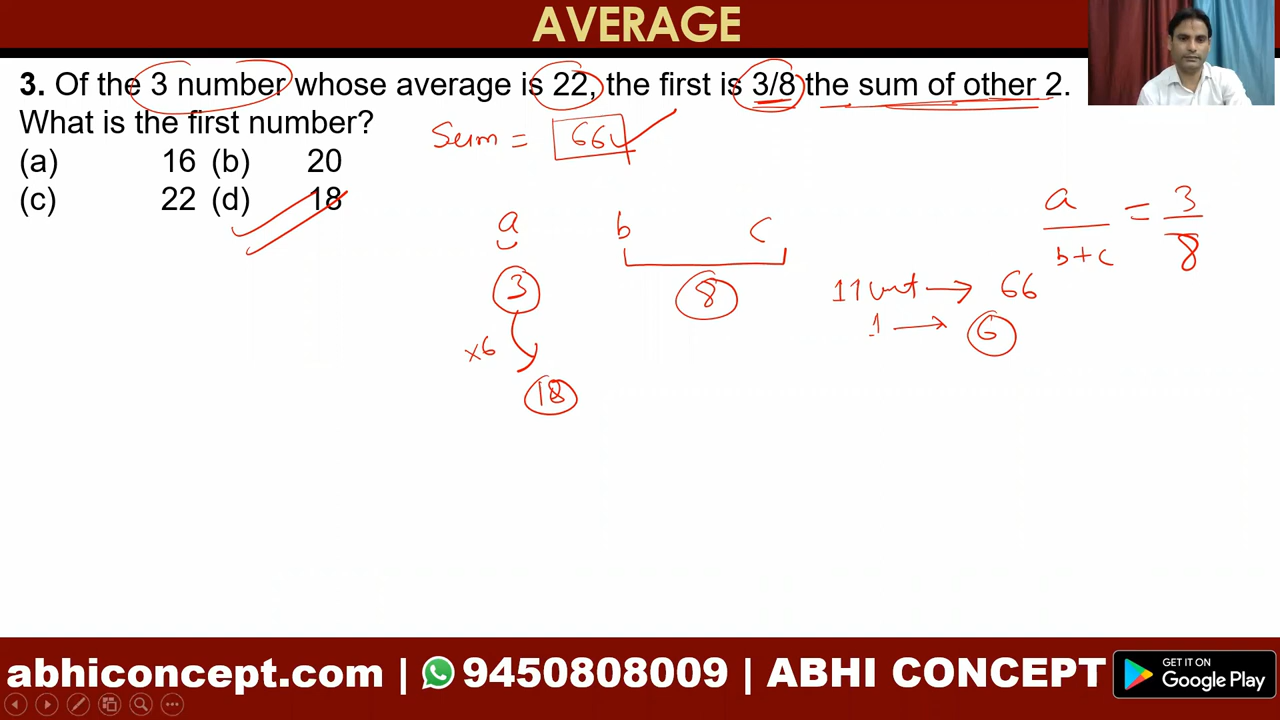 AVERAGE
3. Of the 3 number whose average is 22, the first is 3/8 the sum of other 2.
What is the first number?
Sum = 66
(a) 16 (b) 20
(c) 22 (d) 18
a b c
a/b+c = 3/8
3 8
11 unit → 66
1 → 6
×6
18
abhiconcept.com | 9450808009 | ABHI CONCEPT
GET IT ON
Google Play